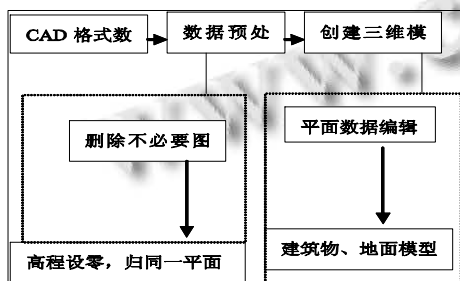 CAD 格式数
数据预处
创建三维模
删除不必要图
平面数据编辑
高程设零，归同一平面
建筑物、地面模型